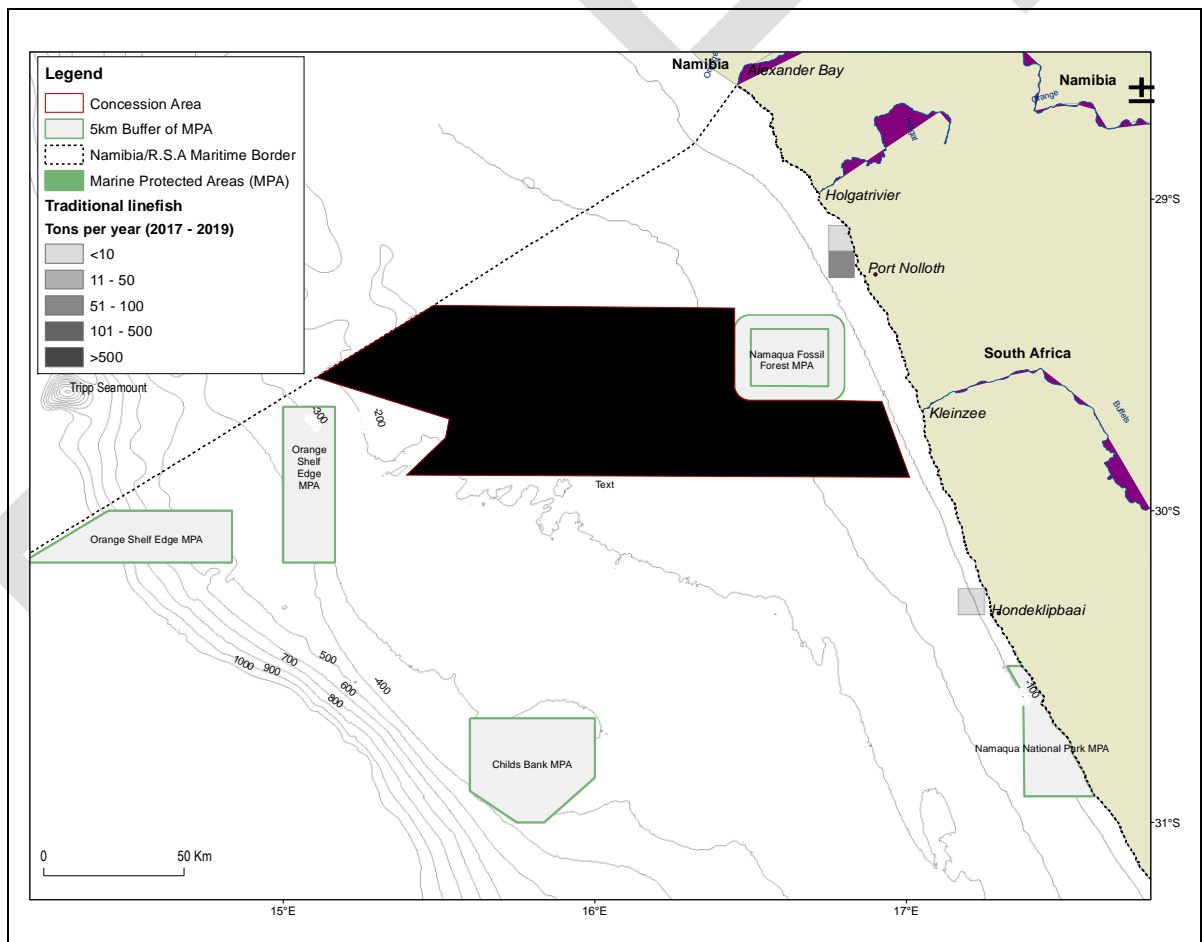 Legend
Concession Area
5km Buffer of MPA
Namibia/R.S.A Maritime Border
Marine Protected Areas (MPA)
Traditional linefish
Tons per year (2017 - 2019)
<10
11 - 50
51 - 100
101 - 500
>500
Namibia
Alexander Bay
Namibia
Orange
Holgatrivier
Port Nolloth
29°S
Tripp Seamount
Namaqua Fossil
Forest MPA
South Africa
Kleinzee
Buffels
-300
-200
Orange
Shelf
Edge
MPA
Text
Orange Shelf Edge MPA
30°S
Hondeklipbaai
1000
900
700
500
800
600
-400
-100
Namaqua National Park MPA
Childs Bank MPA
31°S
0
50 Km
15°E
16°E
17°E